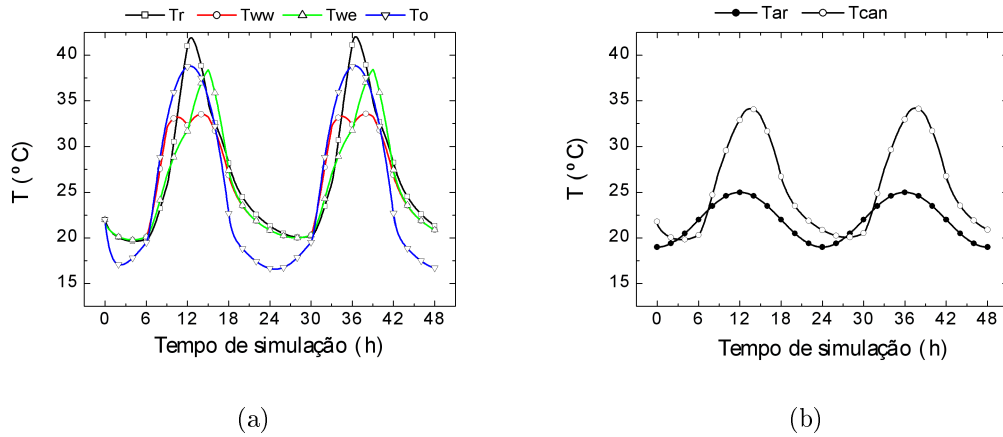 Tr Tww Twe To
T (ºC)
40
35
30
25
20
15
0 6 12 18 24 30 36 42 48
Tempo de simulação (h)
(a)
Tar Tcan
T (ºC)
40
35
30
25
20
15
0 6 12 18 24 30 36 42 48
Tempo de simulação (h)
(b)